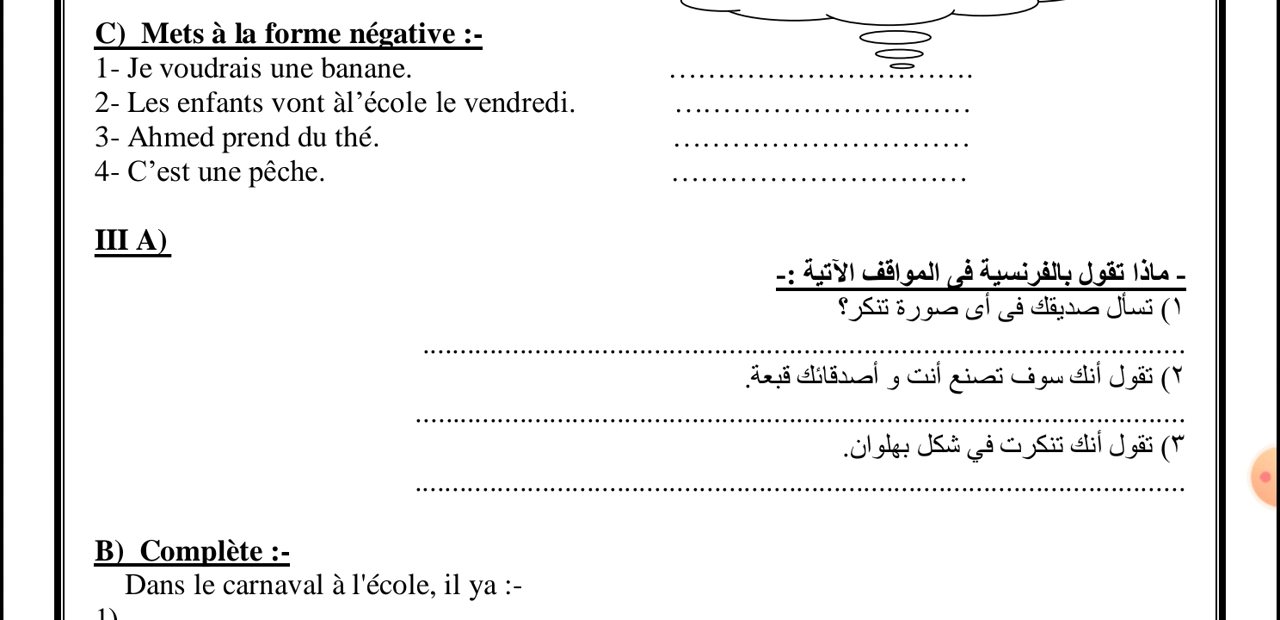 C) Mets à la forme négative :-
1- Je voudrais une banane. ................................
2- Les enfants vont àl’école le vendredi. ................................
3- Ahmed prend du thé. ................................
4- C’est une pêche. ................................
III A)
- ماذا تقول بالفرنسية في المواقف الآتية :-
١) تسأل صديقك فى أى صورة تنكر؟
................................................................................
٢) تقول أنك سوف تصنع أنت و أصدقائك قبعة.
................................................................................
٣) تقول أنك تنكرت في شكل بهلوان.
................................................................................
B) Complète :-
Dans le carnaval à l'école, il ya :-
1)